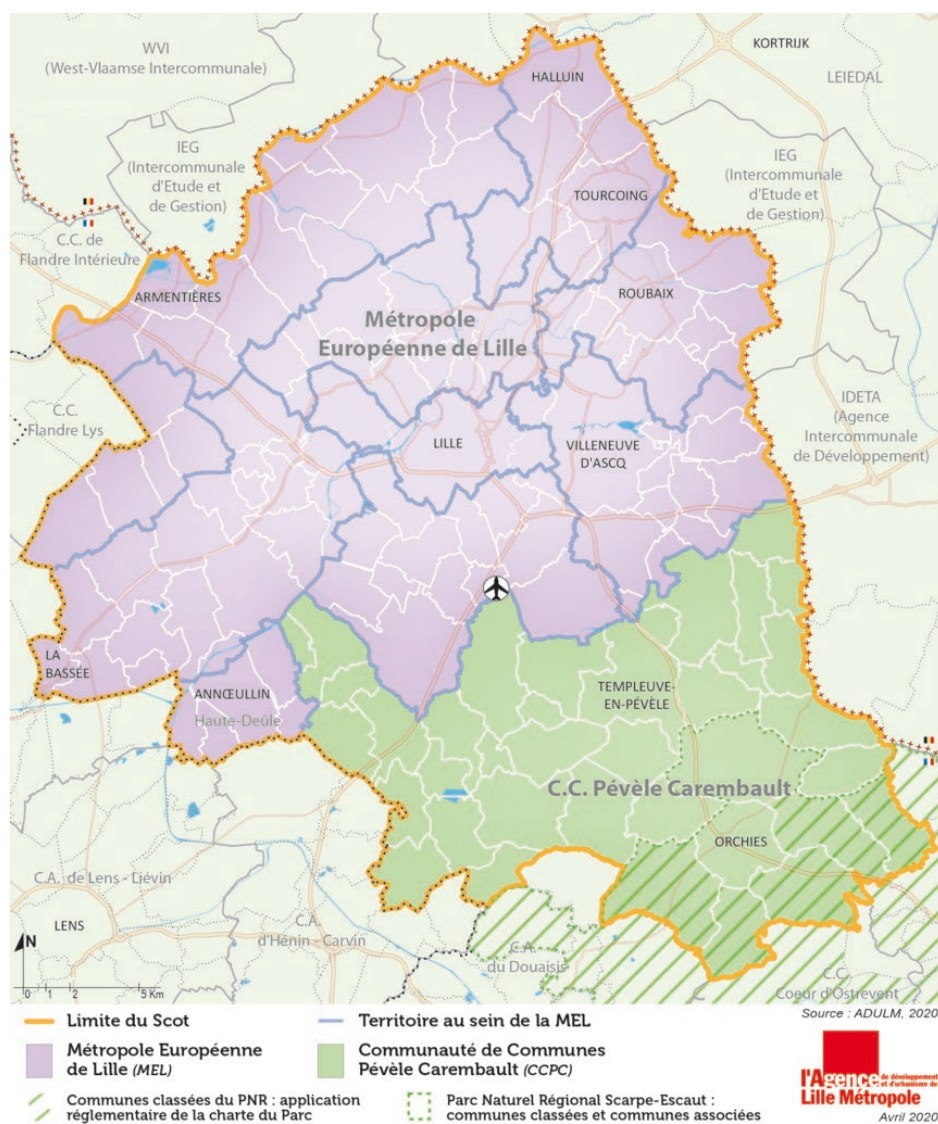 KORTRIJK
WVI
(West-Vlaamse Intercommunale)
HALLUIN
LEIEDAL
IEG
(Intercommunale
d'Etude et
de Gestion)
IEG
(Intercommunale
d'Etude et
de Gestion)
TOURCOING
C.C. de
Flandre Intérieure
ARMENTIÈRES
ROUBAIX
Métropole
Européenne de Lille
C.C.
Flandre Lys
IDETA
(Agence
Intercommunale
de Développement)
LILLE
VILLENEUVE
D'ASCQ
LA
BASSÉE
ANNŒULLIN
Haute-Deûle
TEMPLEUVE-
EN-PÉVÈLE
C.C. Pévèle Carembault
ORCHIES
C.A. de Lens - Liévin
LENS
C.A.
d'Hénin - Carvin
C.A.
du Douaisis
C.C.
Coeur d'Ostrevent
N
0 1 2 5 Km
Source : ADULM, 2020
Limite du Scot
Territoire au sein de la MEL
Métropole Européenne
de Lille (MEL)
Communauté de Communes
Pévèle Carembault (CCPC)
Communes classées du PNR : application
réglementaire de la charte du Parc
Parc Naturel Régional Scarpe-Escaut :
communes classées et communes associées
l'Agence de développement
et d'urbanisme de
Lille Métropole
Avril 2020